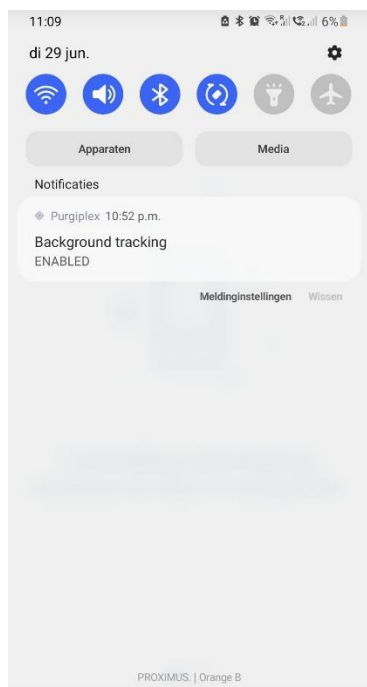 11:09 6%
di 29 jun.
Apparaten Media
Notificaties
Purgiplex 10:52 p.m.
Background tracking
ENABLED
Meldinginstellingen Wissen
PROXIMUS. | Orange B